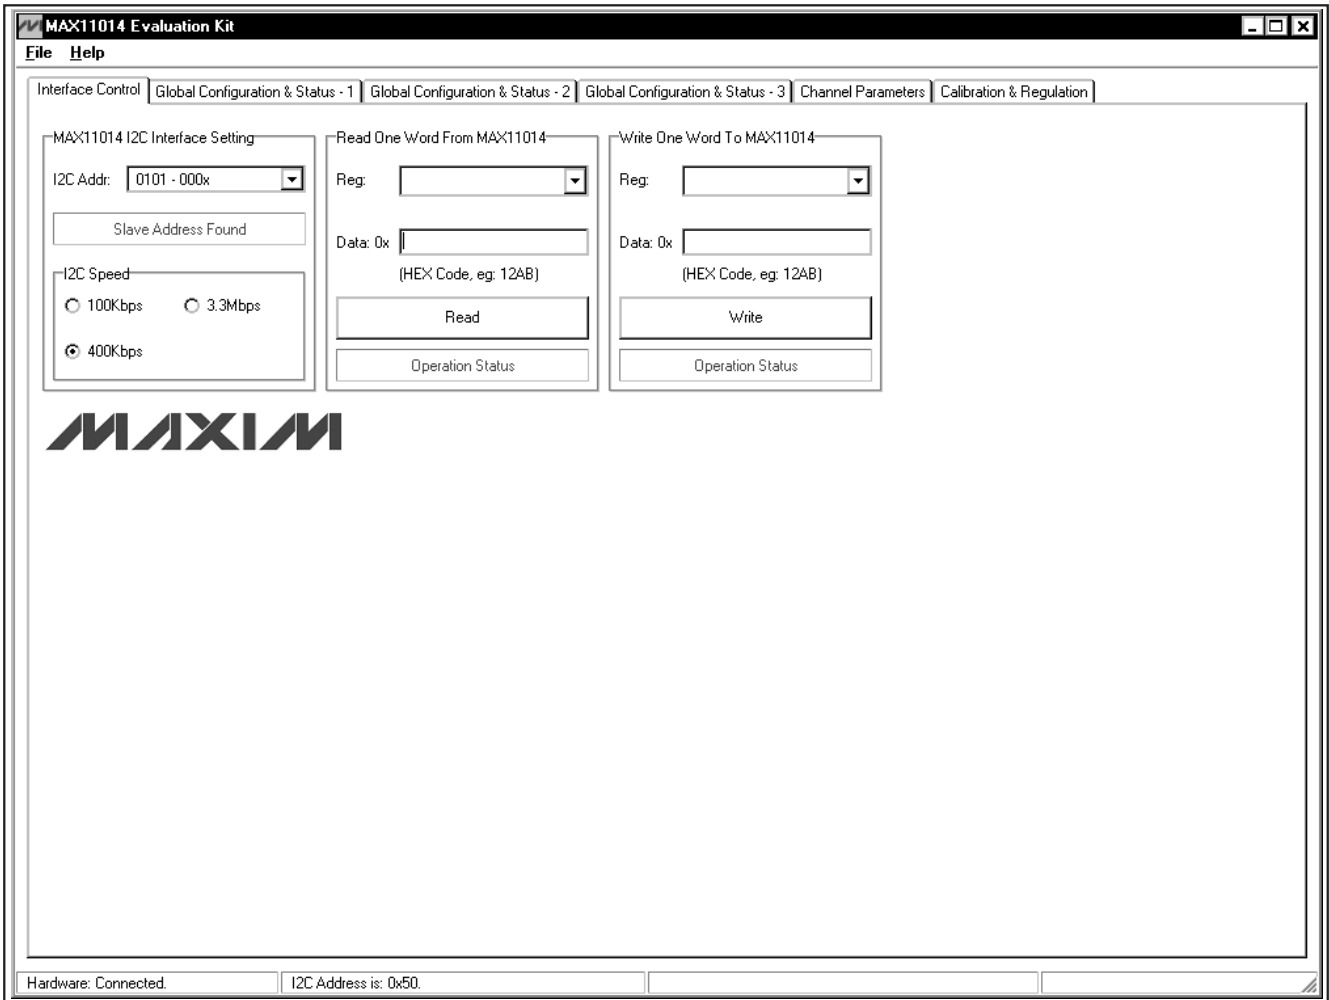 MAX11014 Evaluation Kit
File Help
Interface Control Global Configuration & Status - 1 Global Configuration & Status - 2 Global Configuration & Status - 3 Channel Parameters Calibration & Regulation
MAX11014 I2C Interface Setting
I2C Addr: 0101 - 000x
Slave Address Found
I2C Speed
100Kbps 3.3Mbps
400Kbps
Read One Word From MAX11014
Reg:
Data: 0x
(HEX Code, eg: 12AB)
Read
Operation Status
Write One Word To MAX11014
Reg:
Data: 0x
(HEX Code, eg: 12AB)
Write
Operation Status
MAXIM
Hardware: Connected. I2C Address is: 0x50.